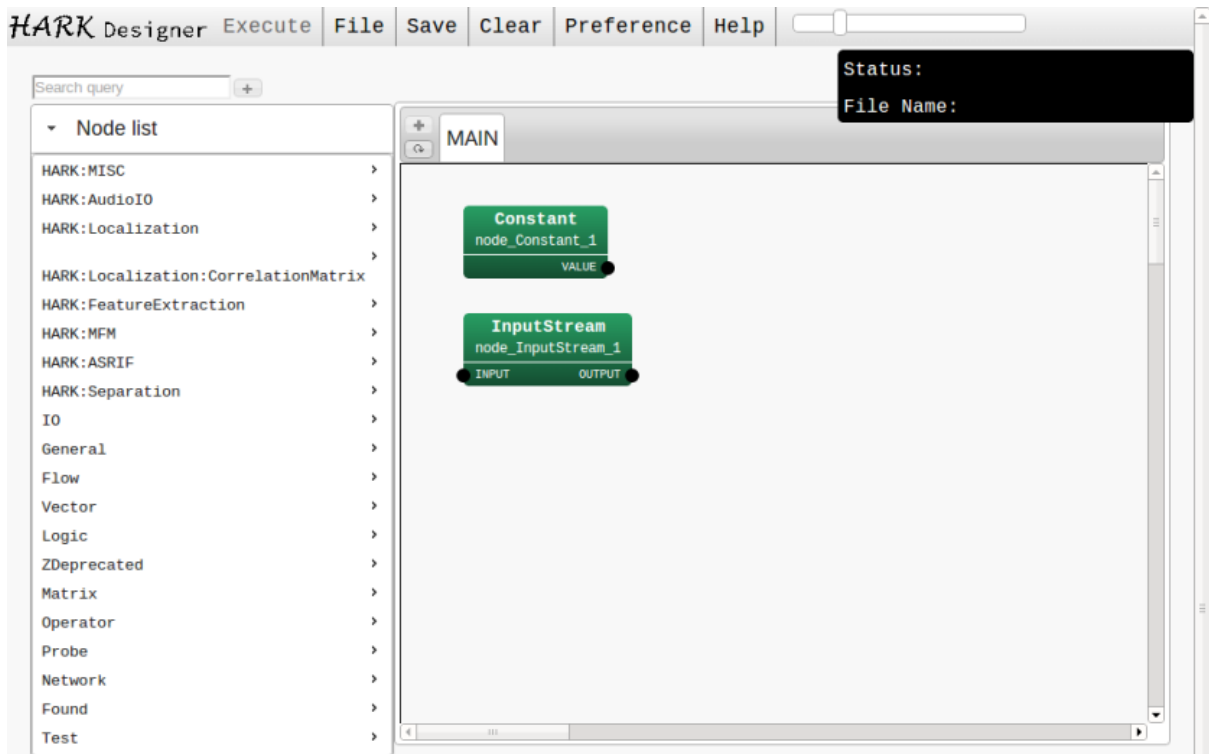 HARK Designer Execute File Save Clear Preference Help
Status:
File Name:
Search query
+
Node list
MAIN
HARK:MISC
HARK:AudioIO
HARK:Localization
HARK:Localization:CorrelationMatrix
HARK:FeatureExtraction
HARK:MFM
HARK:ASRIF
HARK:Separation
IO
General
Flow
Vector
Logic
ZDeprecated
Matrix
Operator
Probe
Network
Found
Test
Constant
node_Constant_1
VALUE
InputStream
node_InputStream_1
INPUT OUTPUT